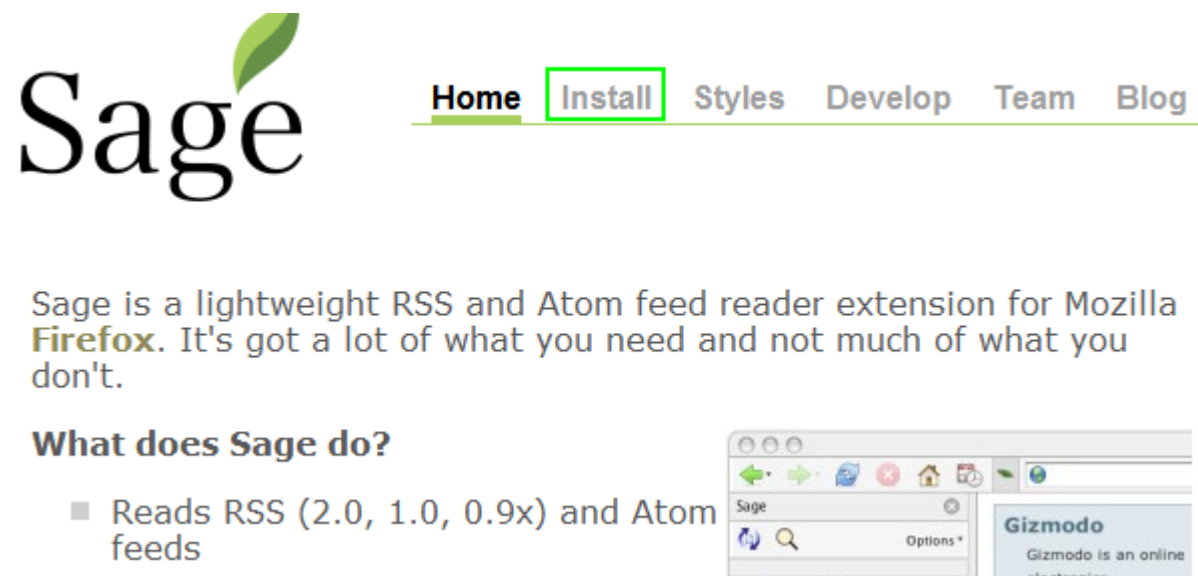 Sage
Home Install Styles Develop Team Blog
Sage is a lightweight RSS and Atom feed reader extension for Mozilla
Firefox. It's got a lot of what you need and not much of what you
don't.
What does Sage do?
Reads RSS (2.0, 1.0, 0.9x) and Atom
feeds
Sage
Options
Gizmodo
Gizmodo is an online